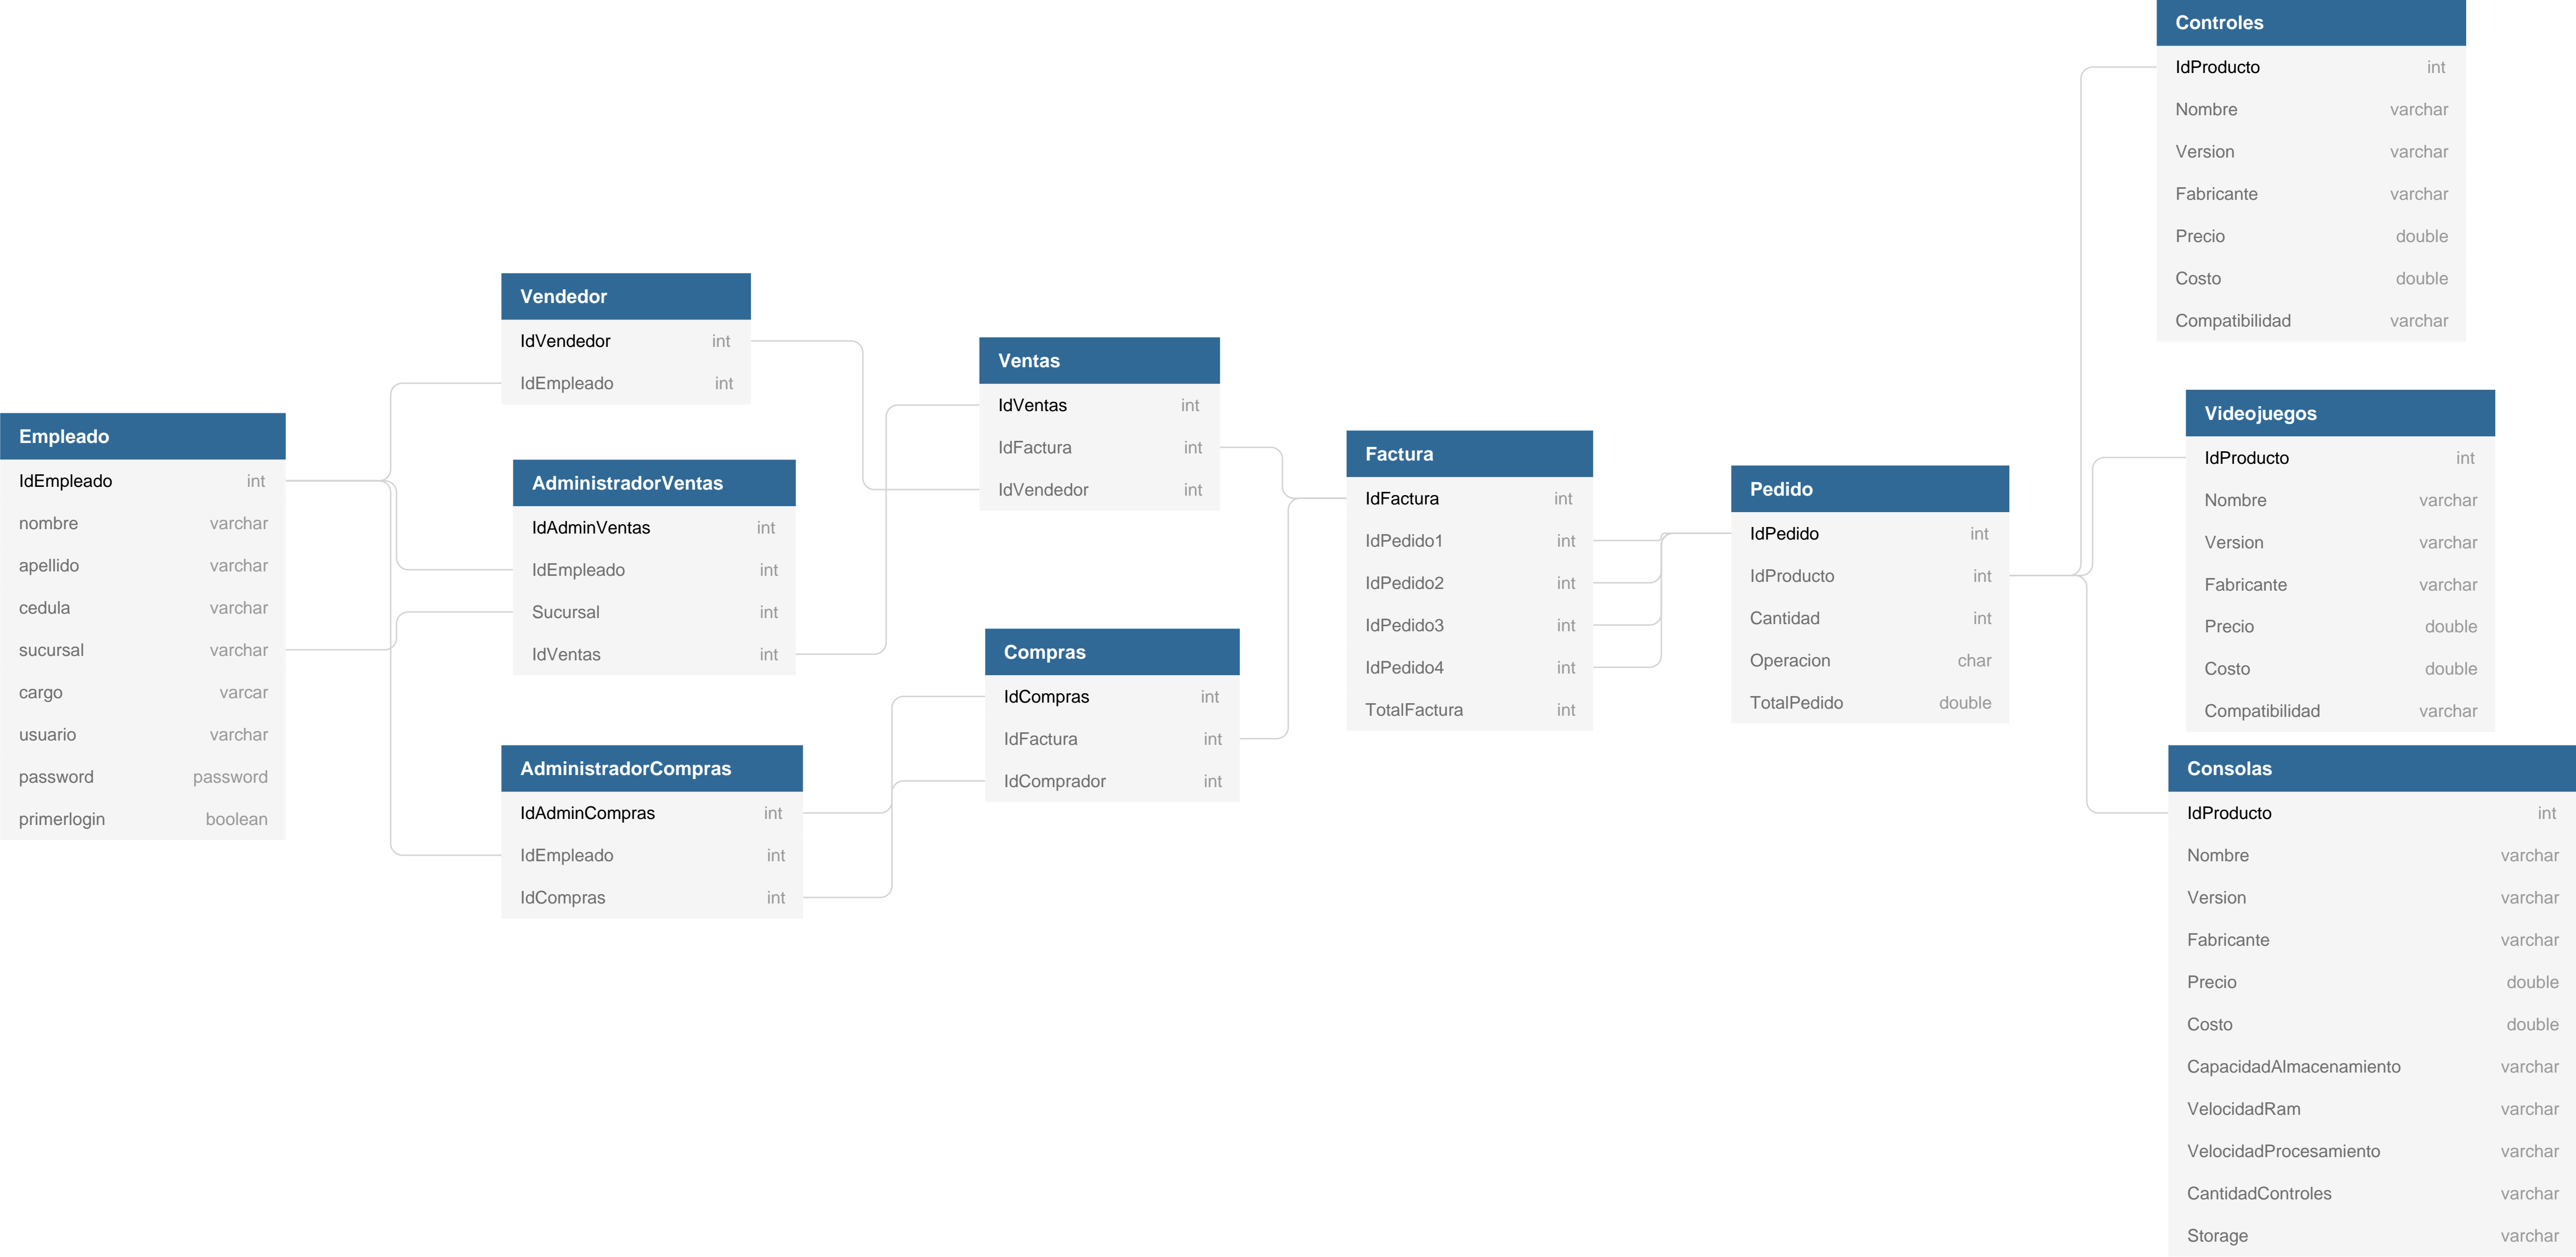 Empleado
IdEmpleado int
nombre varchar
apellido varchar
cedula varchar
sucursal varchar
cargo varcar
usuario varchar
password password
primerlogin boolean
Vendedor
IdVendedor int
IdEmpleado int
AdministradorVentas
IdAdminVentas int
IdEmpleado int
Sucursal int
IdVentas int
AdministradorCompras
IdAdminCompras int
IdEmpleado int
IdCompras int
Ventas
IdVentas int
IdFactura int
IdVendedor int
Compras
IdCompras int
IdFactura int
IdComprador int
Factura
IdFactura int
IdPedido1 int
IdPedido2 int
IdPedido3 int
IdPedido4 int
TotalFactura int
Pedido
IdPedido int
IdProducto int
Cantidad int
Operacion char
TotalPedido double
Controles
IdProducto int
Nombre varchar
Version varchar
Fabricante varchar
Precio double
Costo double
Compatibilidad varchar
Videojuegos
IdProducto int
Nombre varchar
Version varchar
Fabricante varchar
Precio double
Costo double
Compatibilidad varchar
Consolas
IdProducto int
Nombre varchar
Version varchar
Fabricante varchar
Precio double
Costo double
CapacidadAlmacenamiento varchar
VelocidadRam varchar
VelocidadProcesamiento varchar
CantidadControles varchar
Storage varchar